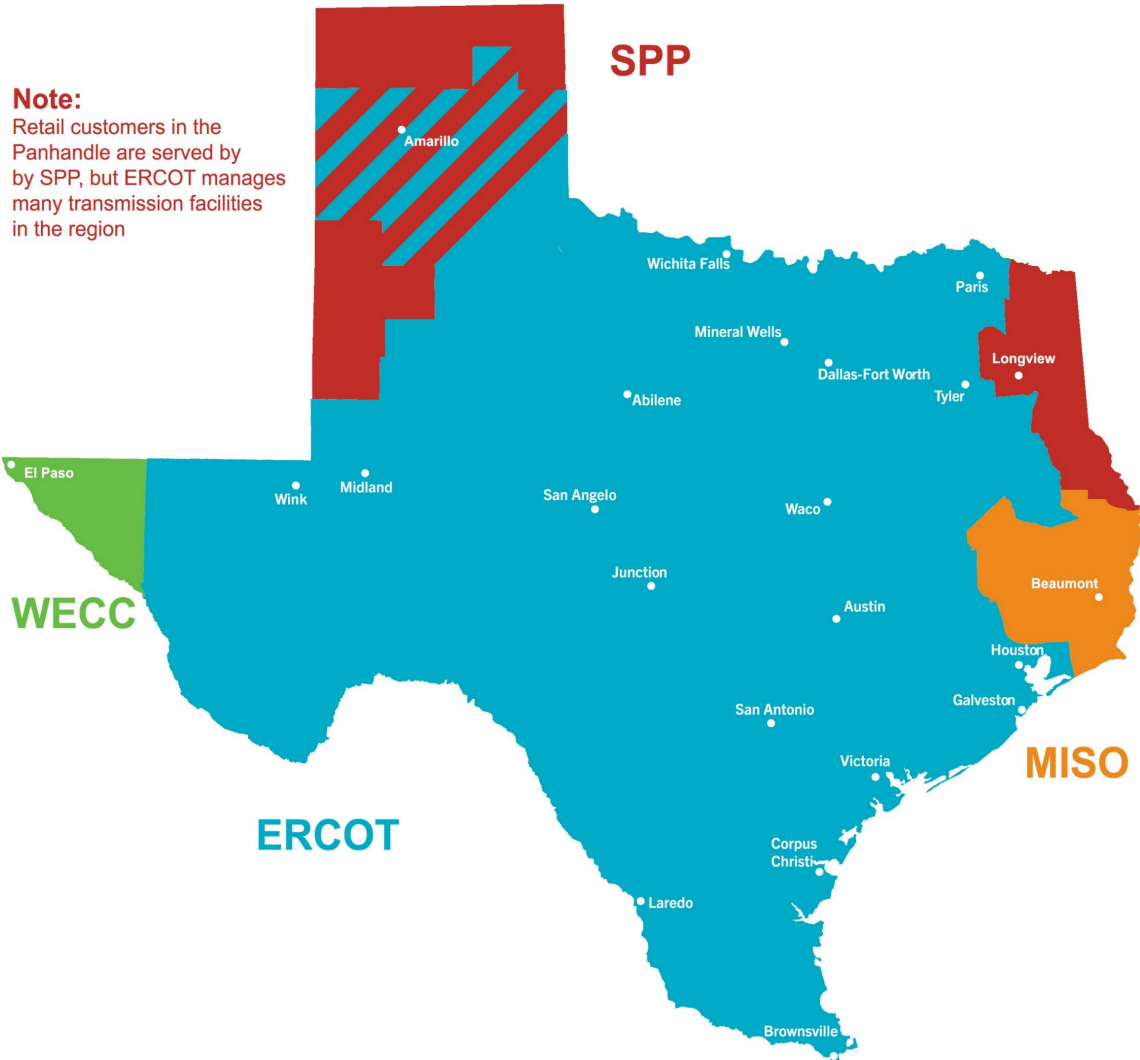 SPP
Note:
Retail customers in the
Panhandle are served by
by SPP, but ERCOT manages
many transmission facilities
in the region
Amarillo
Wichita Falls
Paris
Mineral Wells
Longview
Dallas-Fort Worth
Tyler
Abilene
El Paso
Wink
Midland
San Angelo
Waco
Junction
Beaumont
WECC
Austin
Houston
Galveston
San Antonio
Victoria
MISO
ERCOT
Corpus
Christi
Laredo
Brownsville